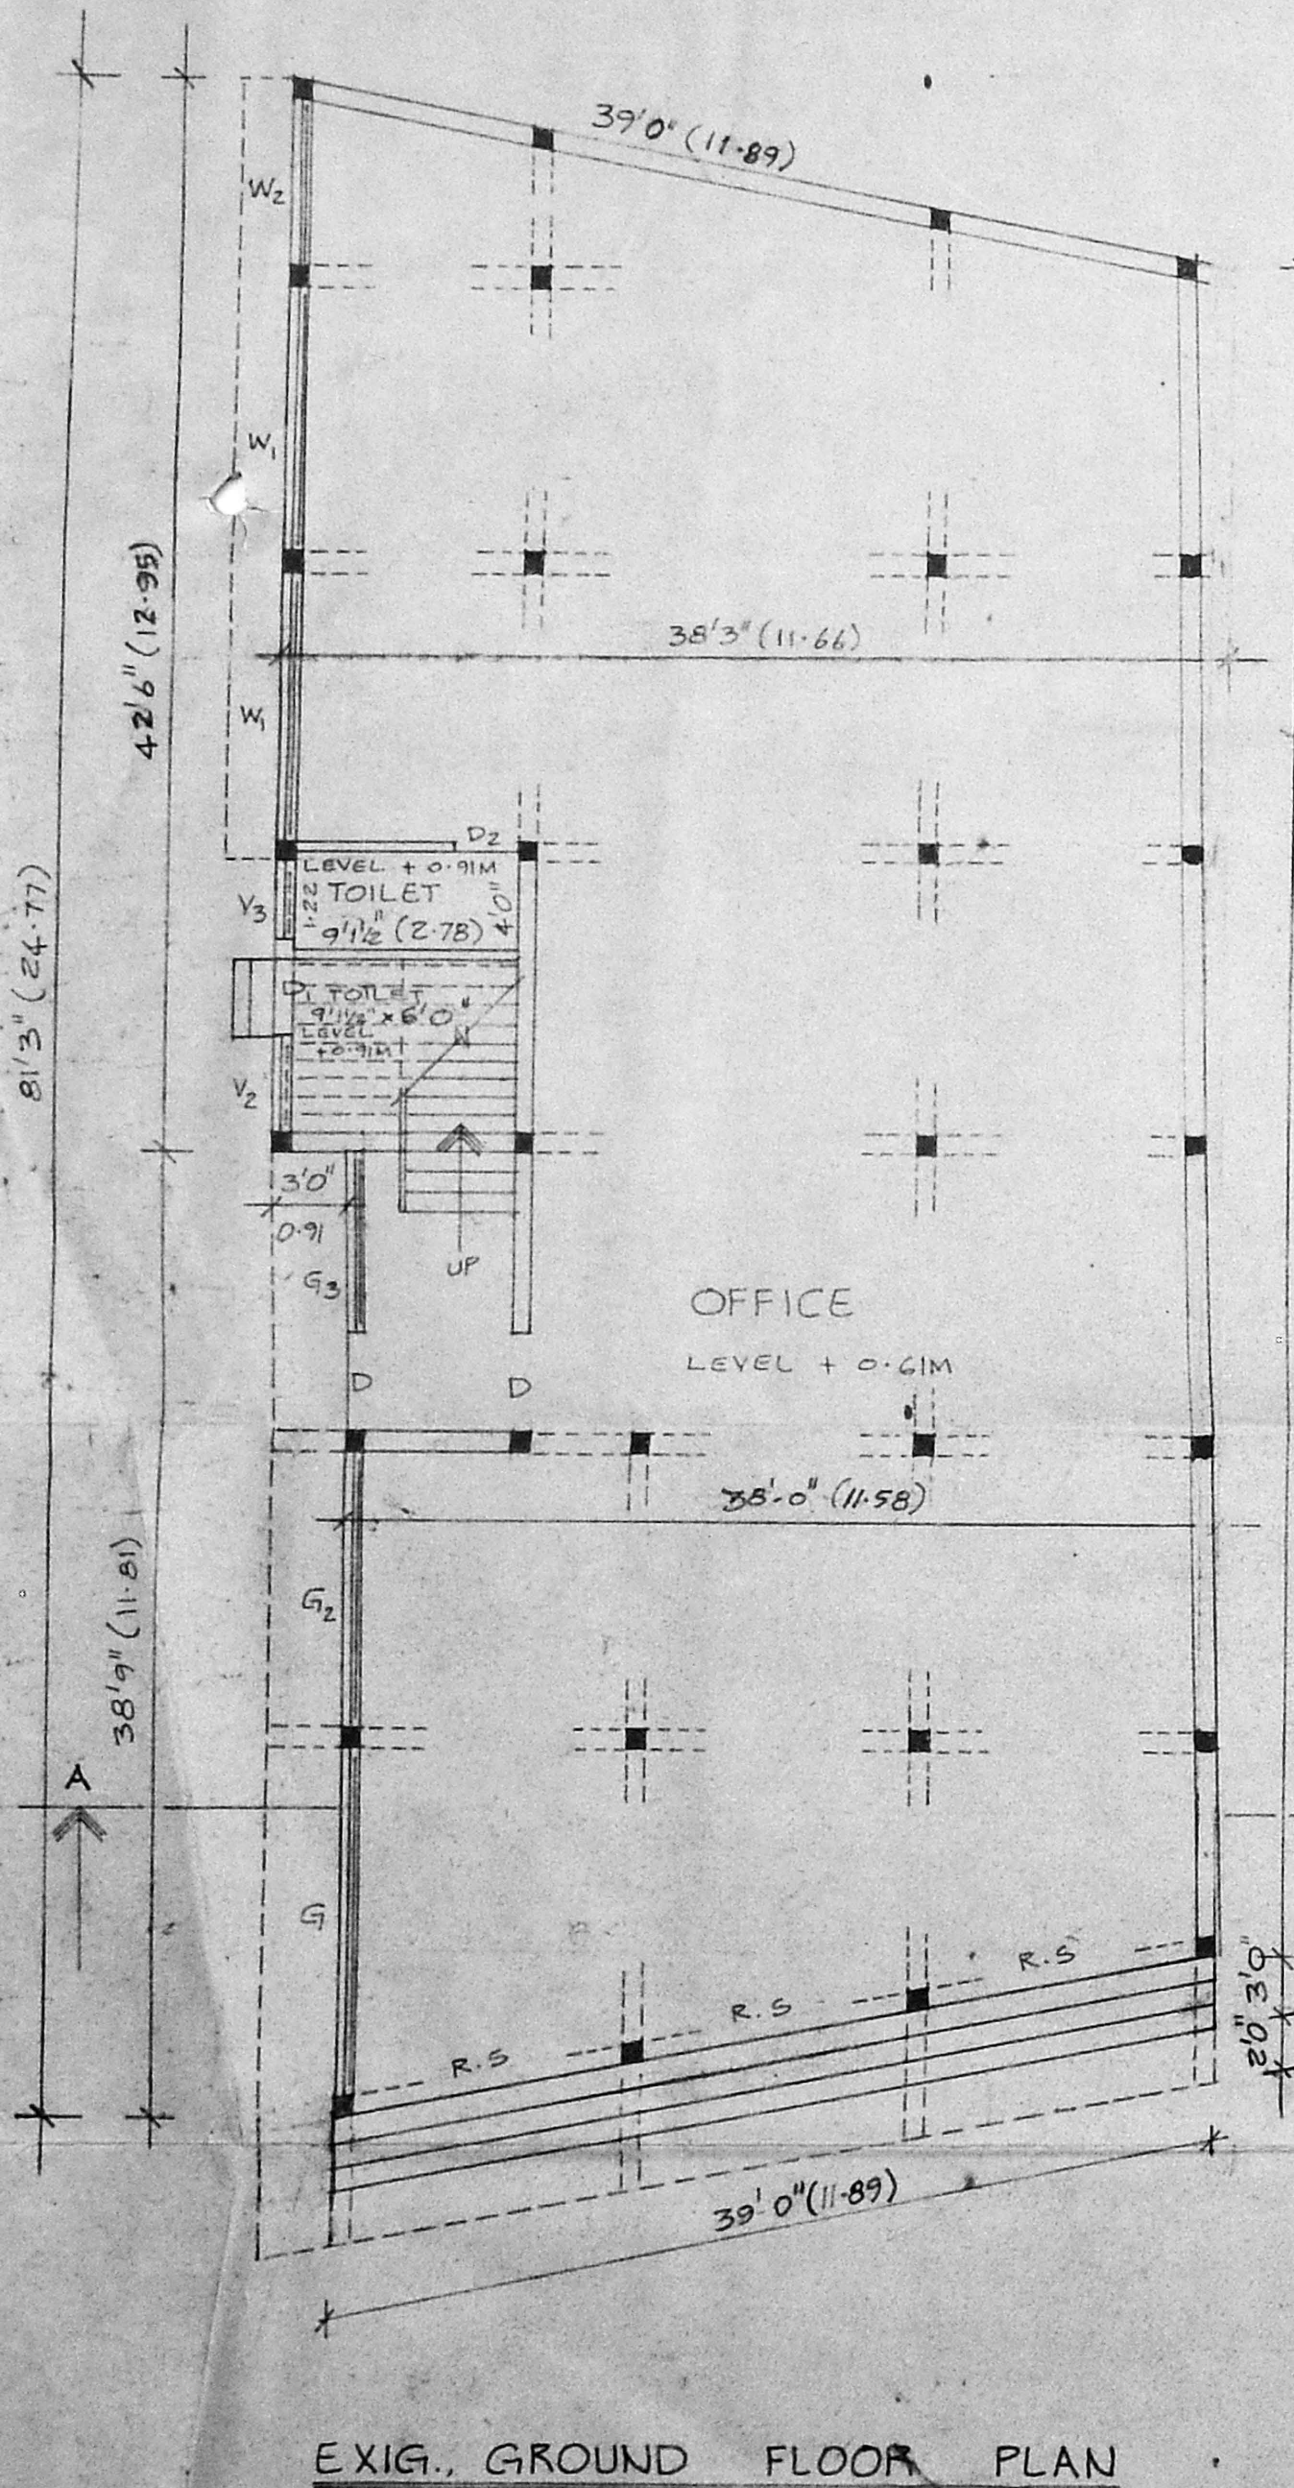 39'0" (11.89)
W2
W1
42'6" (12.95)
38'3" (11.66)
W1
D2
LEVEL + 0.91M
1.22 TOILET 4'0"
V3
9'1½" (2.78)
81'3" (24.77)
D1 TOILET
9'1½" x 6'0"
LEVEL
+0.91M
V2
3'0"
0.91
G3
UP
OFFICE
LEVEL + 0.61M
D D
38'-0" (11.58)
G2
38'9" (11.81)
A
G
R.S
R.S
R.S
3'0"
2'0"
39'0" (11.89)
EXIG., GROUND FLOOR PLAN